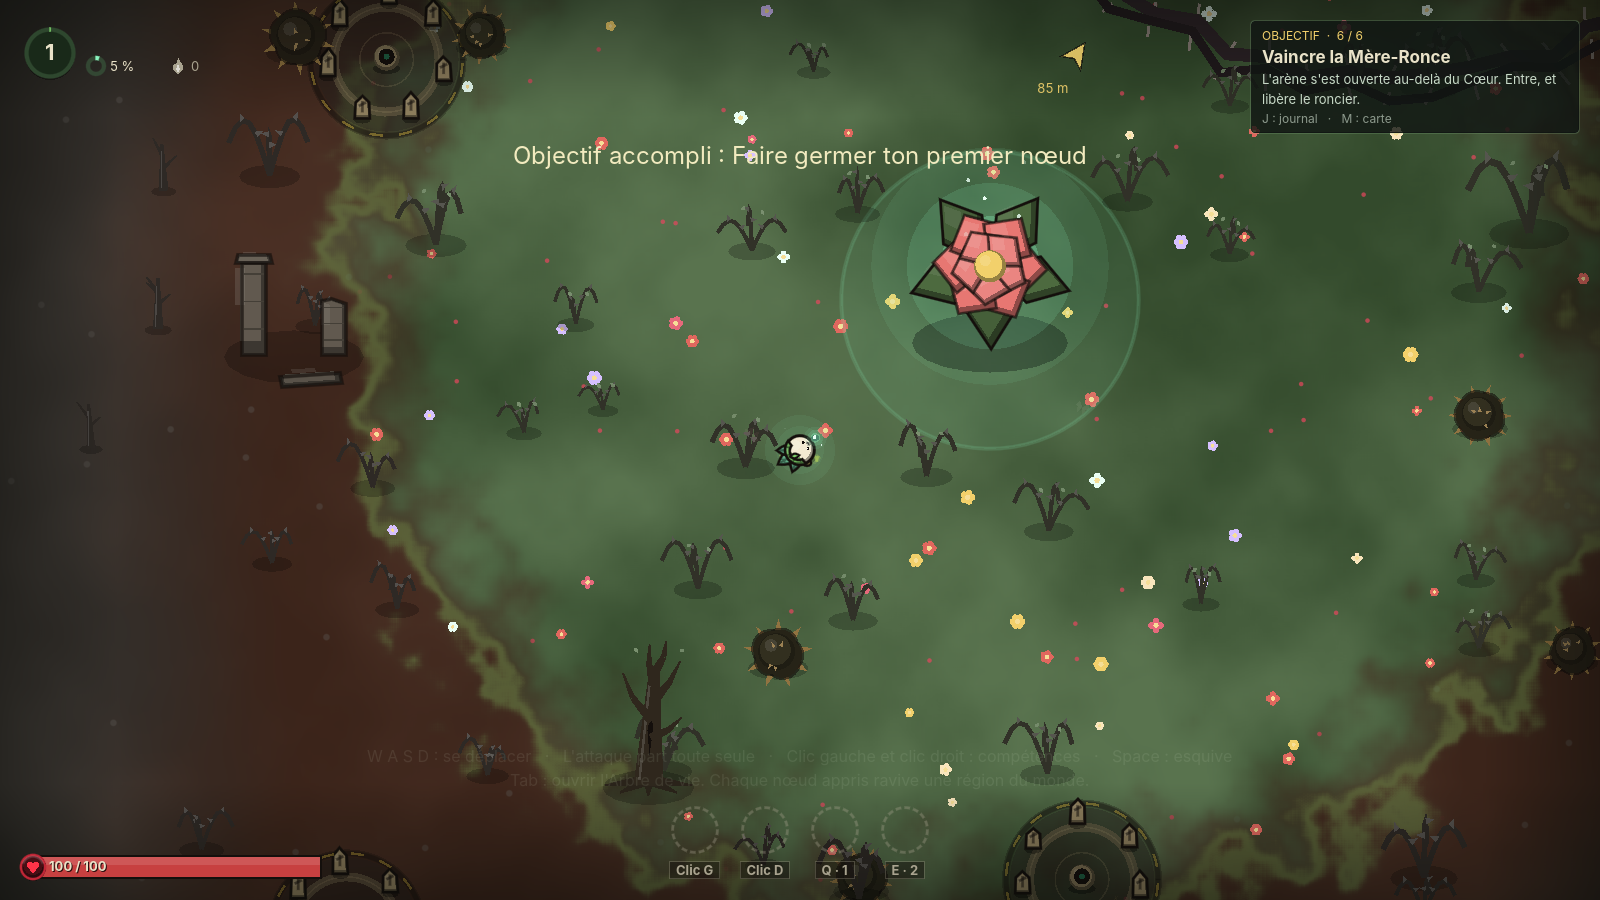 1
5 %
0
85 m
OBJECTIF · 6 / 6
Vaincre la Mère-Ronce
L'arène s'est ouverte au-delà du Cœur. Entre, et
libère le roncier.
J : journal · M : carte
Objectif accompli : Faire germer ton premier nœud
W A S D : se déplacer · L'attaque part toute seule · Clic gauche et clic droit : compétences · Space : esquive
Tab : ouvrir l'Arbre de vie. Chaque nœud appris ravive une région du monde.
Clic G
Clic D
Q · 1
E · 2
100 / 100